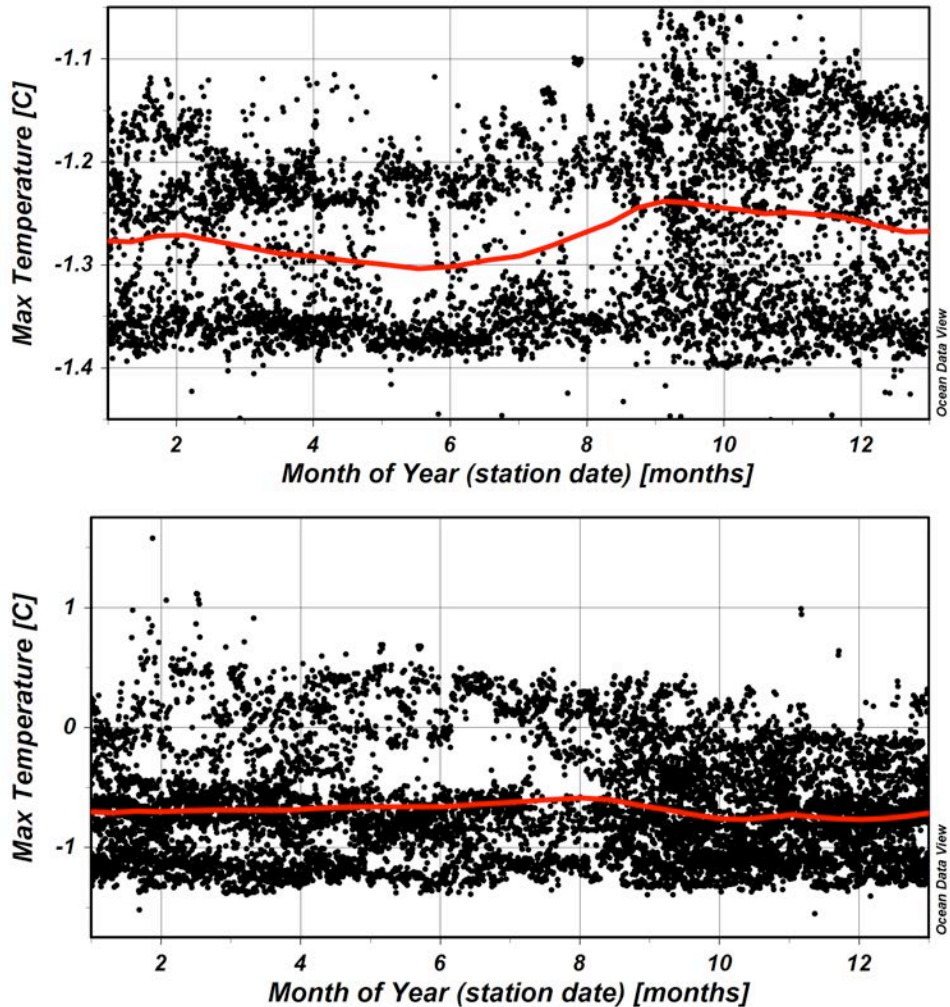 Max Temperature [C]
-1.1
-1.2
-1.3
-1.4
2 4 6 8 10 12
Month of Year (station date) [months]
Ocean Data View
Max Temperature [C]
1
0
-1
2 4 6 8 10 12
Month of Year (station date) [months]
Ocean Data View